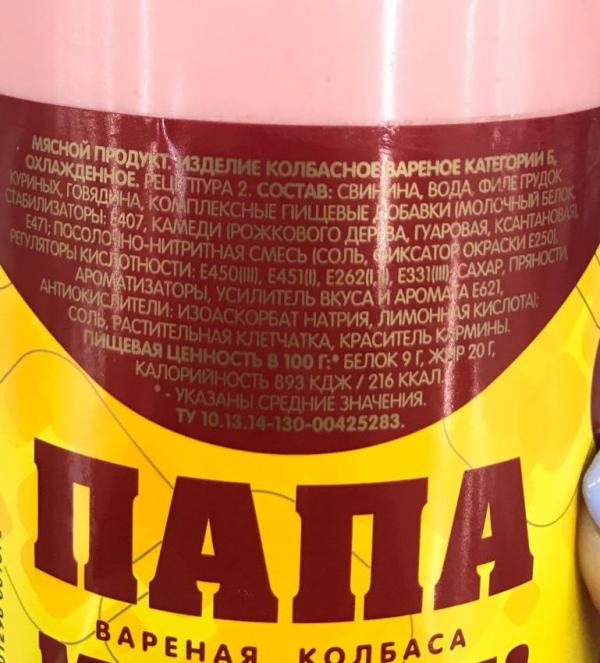 МЯСНОЙ ПРОДУКТ. ИЗДЕЛИЕ КОЛБАСНОЕ ВАРЕНОЕ КАТЕГОРИИ Б,
ОХЛАЖДЕННОЕ. РЕЦЕПТУРА 2. СОСТАВ: СВИНИНА, ВОДА, ФИЛЕ ГРУДОК
КУРИНЫХ, ГОВЯДИНА, КОМПЛЕКСНЫЕ ПИЩЕВЫЕ ДОБАВКИ (МОЛОЧНЫЙ БЕЛОК,
СТАБИЛИЗАТОРЫ: Е407, КАМЕДИ (РОЖКОВОГО ДЕРЕВА, ГУАРОВАЯ, КСАНТАНОВАЯ),
Е471; ПОСОЛОЧНО-НИТРИТНАЯ СМЕСЬ (СОЛЬ, ФИКСАТОР ОКРАСКИ Е250),
РЕГУЛЯТОРЫ КИСЛОТНОСТИ: Е450(III), Е451(I), Е331(III); САХАР, ПРЯНОСТИ,
АРОМАТИЗАТОРЫ, УСИЛИТЕЛЬ ВКУСА И АРОМАТА Е621,
АНТИОКИСЛИТЕЛИ: ИЗОАСКОРБАТ НАТРИЯ, ЛИМОННАЯ КИСЛОТА);
СОЛЬ, РАСТИТЕЛЬНАЯ КЛЕТЧАТКА, КРАСИТЕЛЬ КАРМИНЫ.
ПИЩЕВАЯ ЦЕННОСТЬ В 100 Г:* БЕЛОК 9 Г, ЖИР 20 Г,
КАЛОРИЙНОСТЬ 893 КДЖ / 216 ККАЛ
* - УКАЗАНЫ СРЕДНИЕ ЗНАЧЕНИЯ.
ТУ 10.13.14-130-00425283.
ПАПА
ВАРЕНАЯ КОЛБАСА